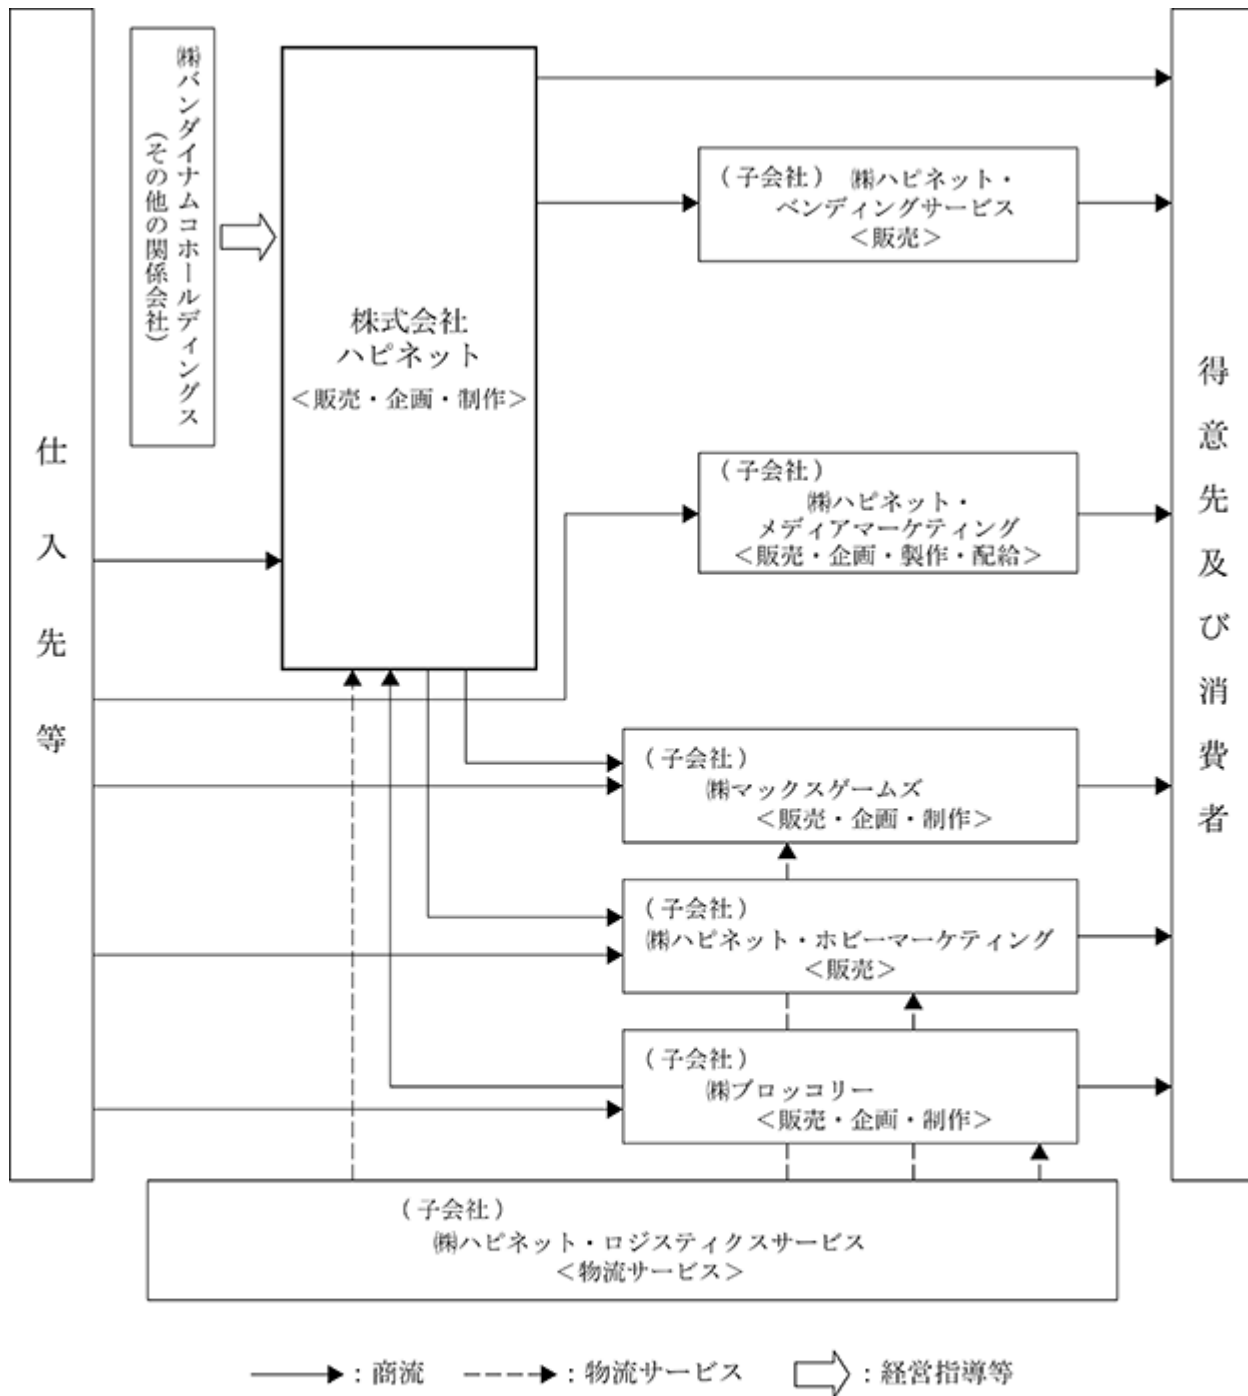 仕入先等
㈱バンダイナムコホールディングス
(その他の関係会社)
株式会社
ハピネット
<販売・企画・制作>
(子会社) ㈱ハピネット・
ベンディングサービス
<販売>
(子会社)
㈱ハピネット・
メディアマーケティング
<販売・企画・製作・配給>
(子会社)
㈱マックスゲームズ
<販売・企画・制作>
(子会社)
㈱ハピネット・ホビーマーケティング
<販売>
(子会社)
㈱ブロッコリー
<販売・企画・制作>
得意先及び消費者
(子会社)
㈱ハピネット・ロジスティクスサービス
<物流サービス>
:商流 :物流サービス :経営指導等